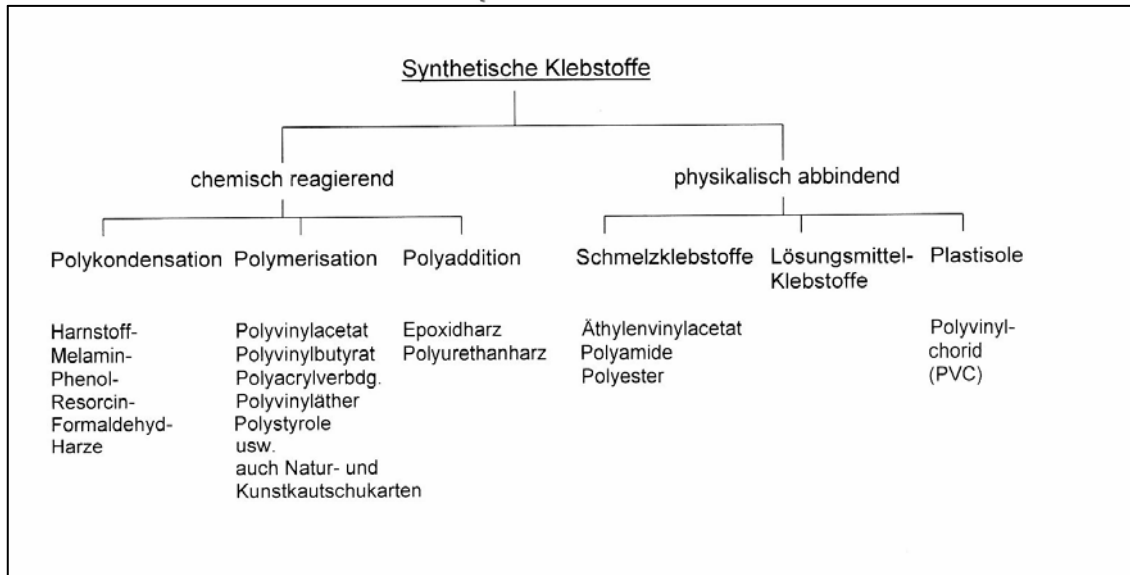 Synthetische Klebstoffe
chemisch reagierend
physikalisch abbindend
Polykondensation
Polymerisation
Polyaddition
Schmelzklebstoffe
Lösungsmittel-
Klebstoffe
Plastisole
Harnstoff-
Melamin-
Phenol-
Resorcin-
Formaldehyd-
Harze
Polyvinylacetat
Polyvinylbutyrat
Polyacrylverbdg.
Polyvinyläther
Polystyrole
usw.
auch Natur- und
Kunstkautschukarten
Epoxidharz
Polyurethanharz
Äthylenvinylacetat
Polyamide
Polyester
Polyvinyl-
chorid
(PVC)